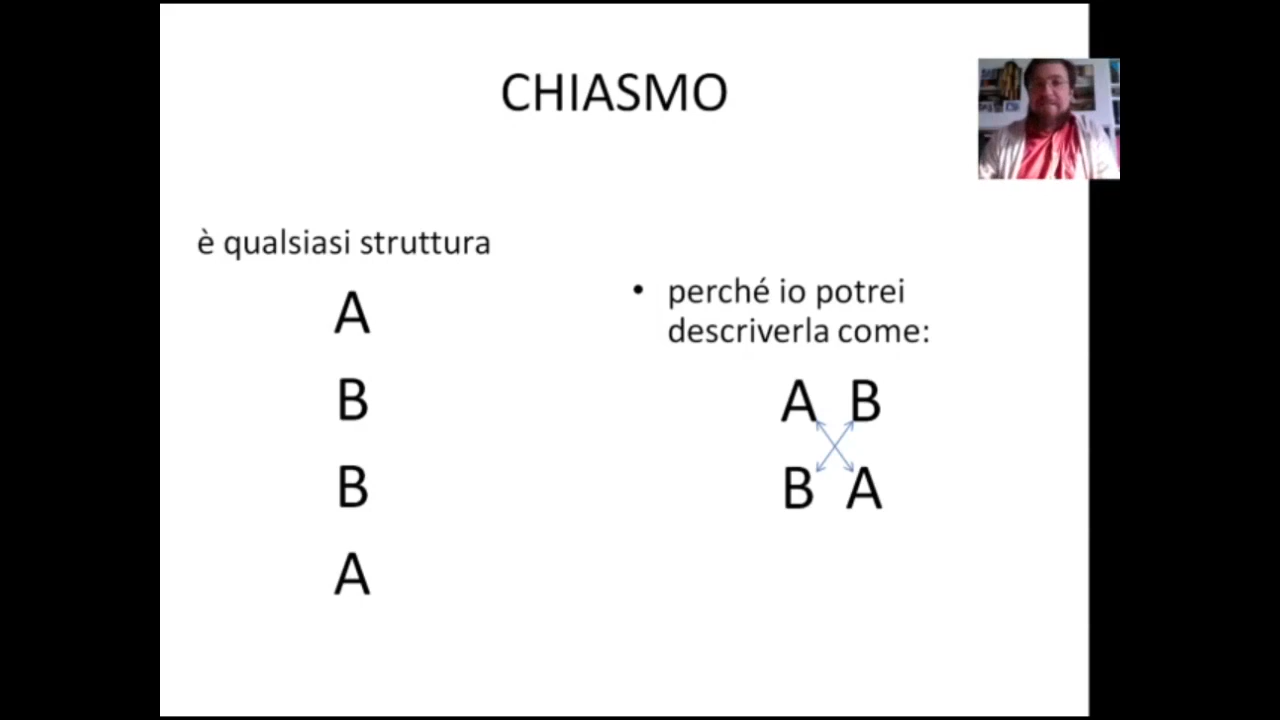 CHIASMO
è qualsiasi struttura
A
B
B
A
• perché io potrei
descriverla come:
A B
B A